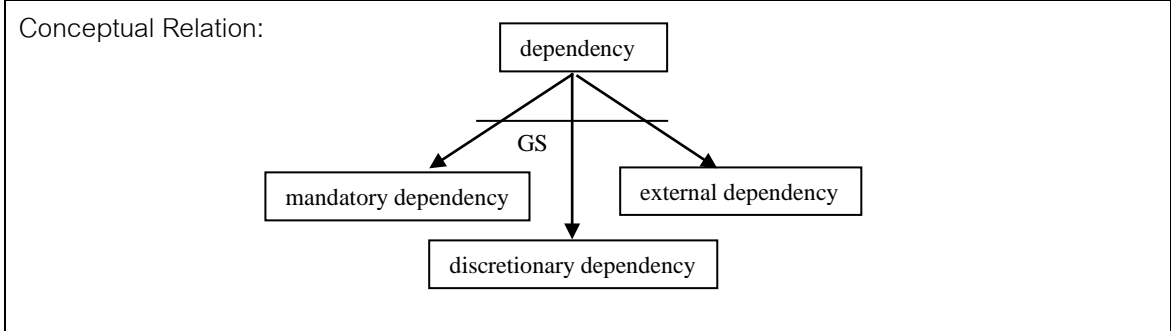 Conceptual Relation:
dependency
GS
mandatory dependency
external dependency
discretionary dependency